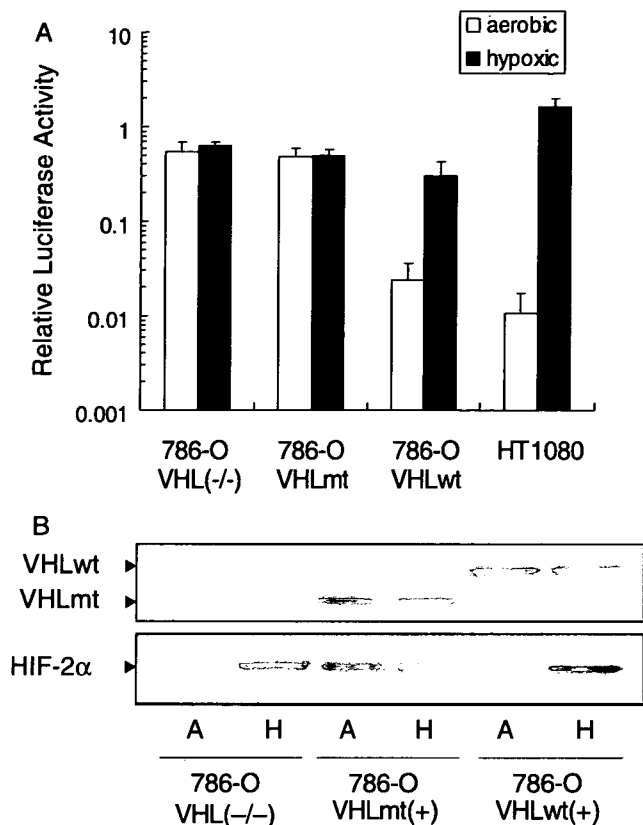 A
aerobic
hypoxic
Relative Luciferase Activity
10
1
0.1
0.01
0.001
786-O
VHL(-/-)
786-O
VHLmt
786-O
VHLwt
HT1080
B
VHLwt
VHLmt
HIF-2α
A H A H A H
786-O
VHL(−/−)
786-O
VHLmt(+)
786-O
VHLwt(+)